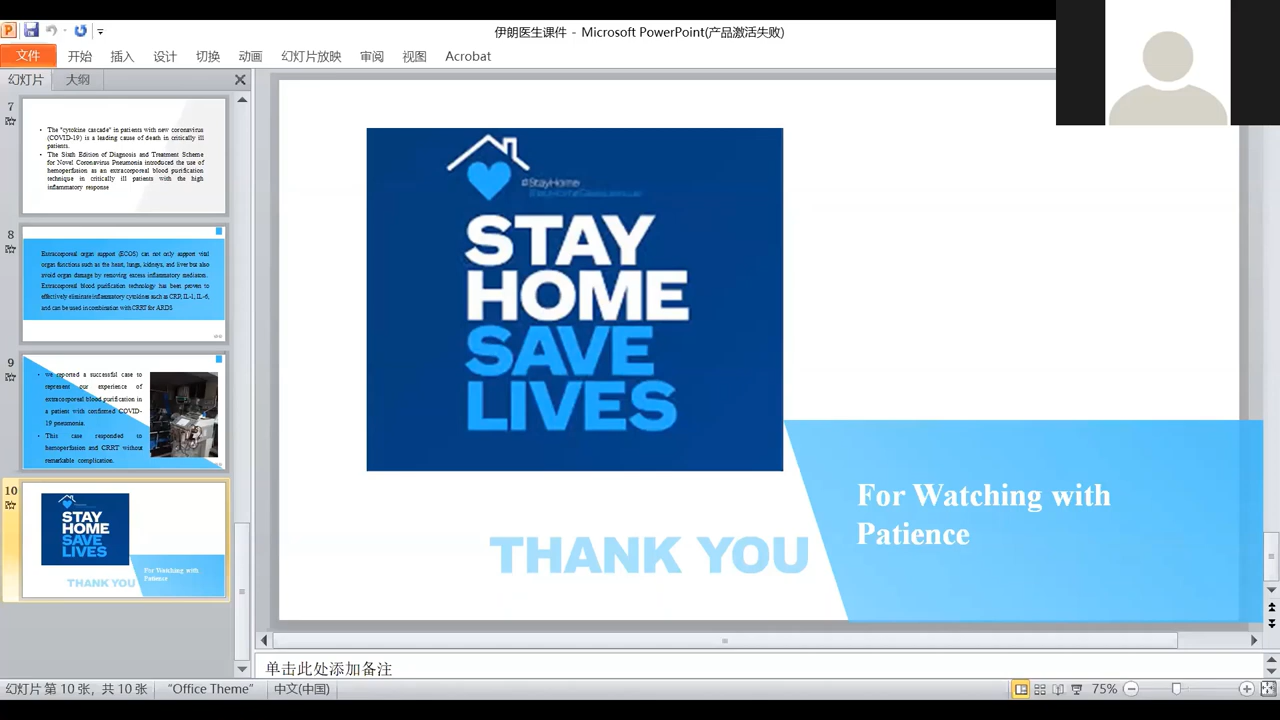 伊朗医生课件 - Microsoft PowerPoint(产品激活失败)
文件 开始 插入 设计 切换 动画 幻灯片放映 审阅 视图 Acrobat
幻灯片 大纲
7
• The "cytokine cascade" in patients with new coronavirus
(COVID-19) is a leading cause of death in critically ill
patients.
• The Sixth Edition of Diagnosis and Treatment Scheme
for Novel Coronavirus Pneumonia introduced the use of
hemoperfusion as an extracorporeal blood purification
technique in critically ill patients with the high
inflammatory response
8
Extracorporeal organ support (ECOS) can not only support vital
organ functions such as the heart, lungs, kidneys, and liver but also
avoid organ damage by removing excess inflammatory mediators.
Extracorporeal blood purification technology has been proven to
effectively eliminate inflammatory cytokines such as CRP, IL-1, IL-6,
and can be used in combination with CRRT for ARDS
9
• we reported a successful case to
represent our experience of
extracorporeal blood purification in
a patient with confirmed COVID-
19 pneumonia.
• This case responded to
hemoperfusion and CRRT without
remarkable complication.
10
STAY
HOME
SAVE
LIVES
For Watching with
Patience
THANK YOU
#StayHome
STAY
HOME
SAVE
LIVES
For Watching with
Patience
THANK YOU
单击此处添加备注
幻灯片 第 10 张，共 10 张 "Office Theme" 中文(中国) 75%